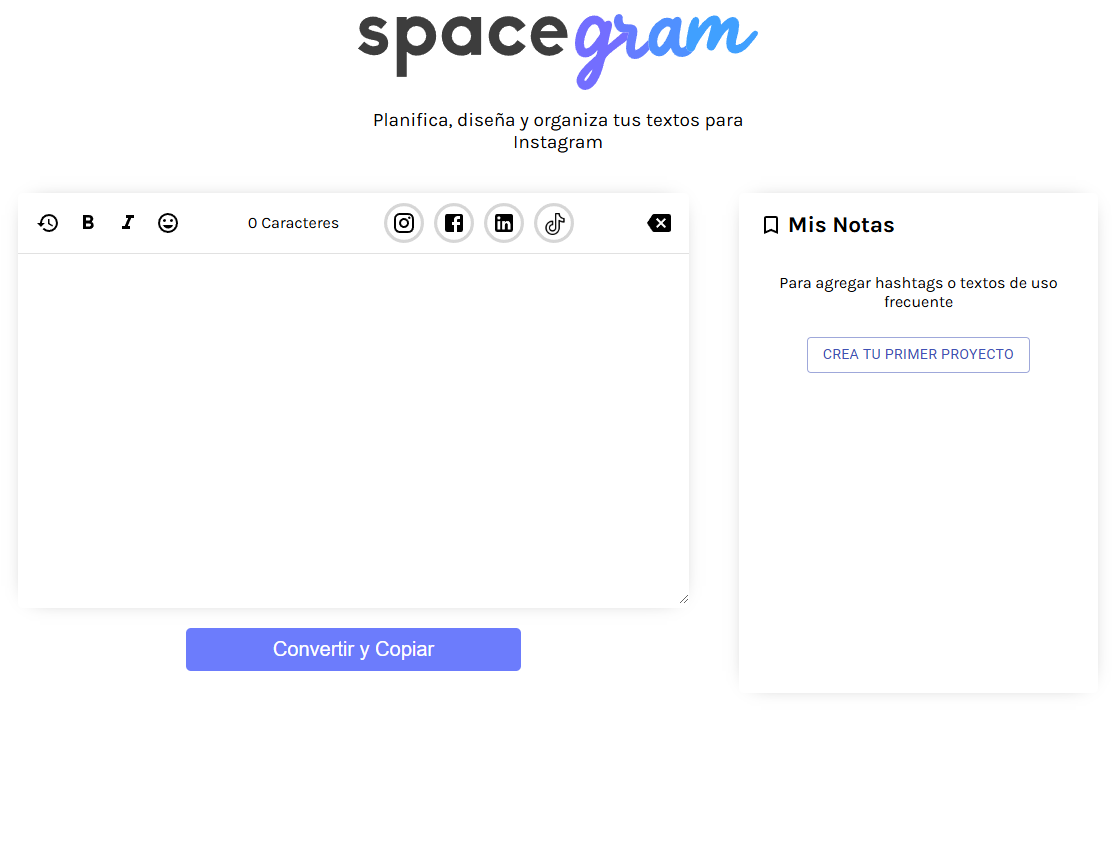 spacegram
Planifica, diseña y organiza tus textos para
Instagram
B I 0 Caracteres
Mis Notas
Para agregar hashtags o textos de uso
frecuente
CREA TU PRIMER PROYECTO
Convertir y Copiar